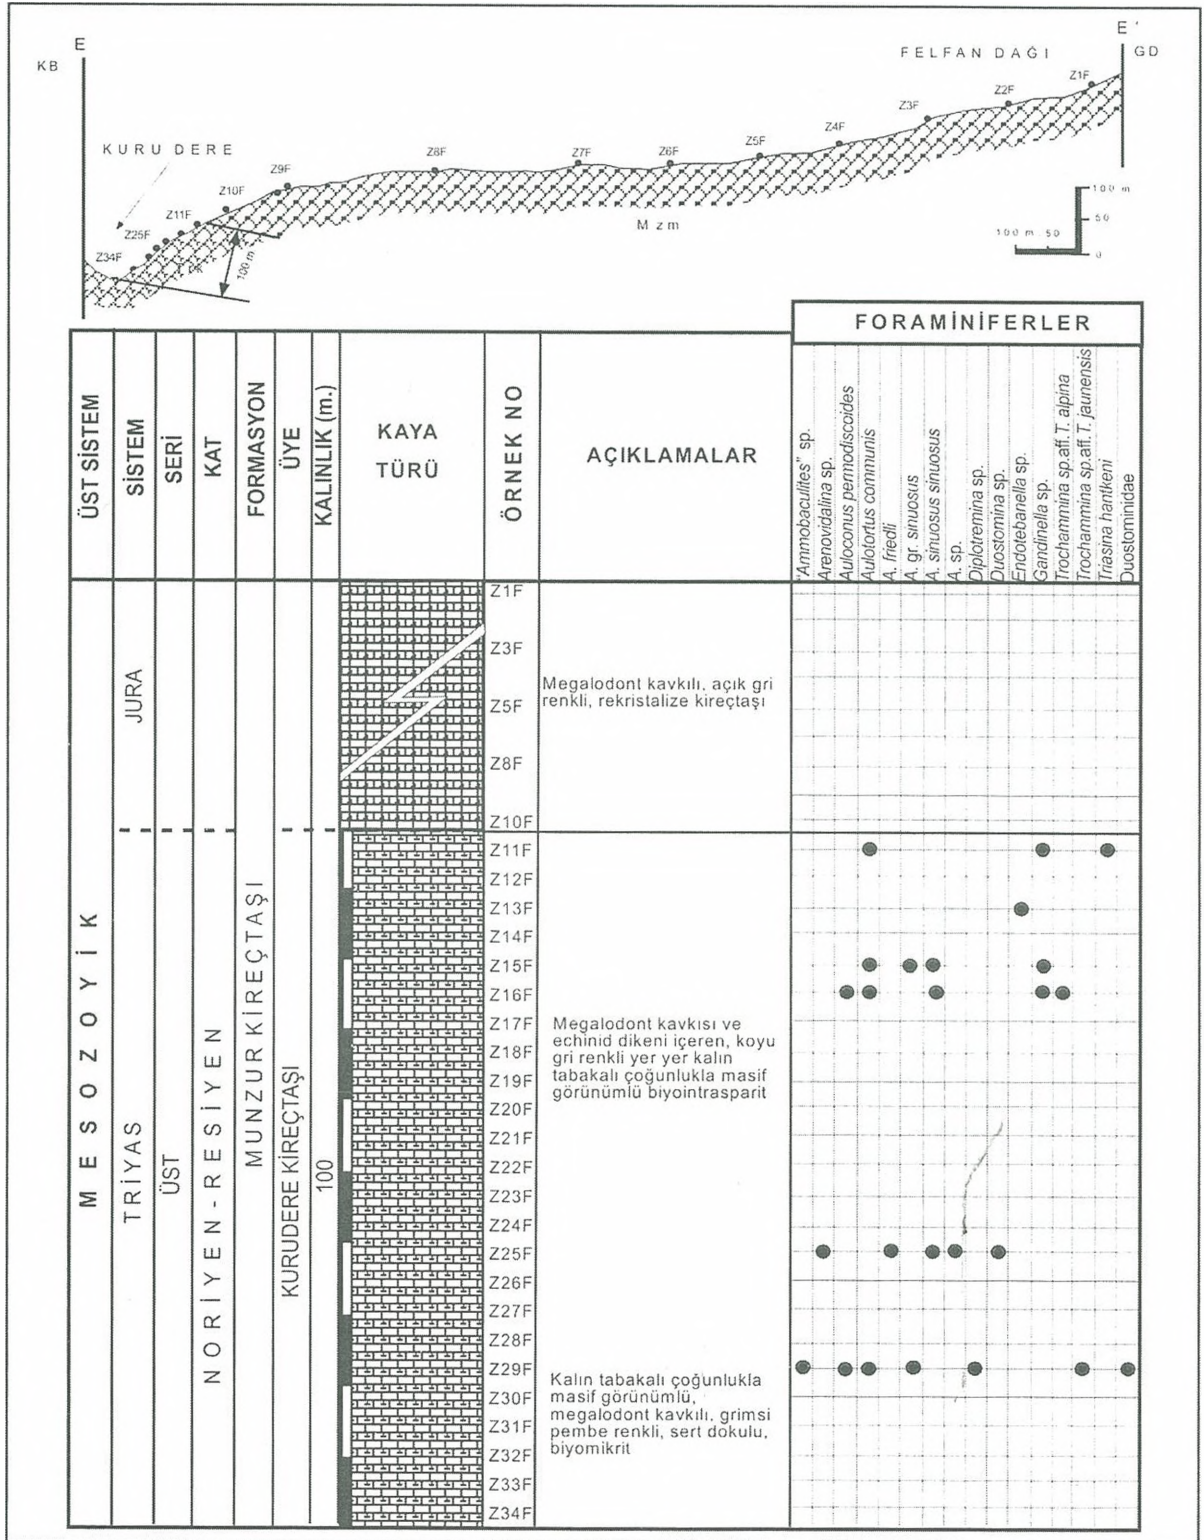 E
KB
E '
GD
FELFAN DAĞI
Z1F
Z2F
Z3F
Z4F
Z5F
Z6F
Z7F
Z8F
KURU DERE
Z9F
Z10F
Z11F
Z25F
Z34F
100 m
Mzm
100 m
50
0
100 m 50
FORAMİNİFERLER
ÜST SİSTEM
SİSTEM
SERİ
KAT
FORMASYON
ÜYE
KALINLIK (m.)
KAYA
TÜRÜ
ÖRNEK NO
AÇIKLAMALAR
"Ammobaculites" sp.
Arenovidalina sp.
Auloconus permodiscoides
Aulotortus communis
A. friedli
A. gr. sinuosus
A. sinuosus sinuosus
A. sp.
Diplotremina sp.
Duostomina sp.
Endotebanella sp.
Gandinella sp.
Trochammina sp.aff.T. alpina
Trochammina sp.aff.T. jaunensis
Triasina hantkeni
Duostominidae
MESOZOYİK
JURA
TRİYAS
ÜST
NORİYEN-RESİYEN
MUNZUR KİREÇTAŞI
KURUDERE KİREÇTAŞI
100
Z1F
Z3F
Z5F
Z8F
Z10F
Z11F
Z12F
Z13F
Z14F
Z15F
Z16F
Z17F
Z18F
Z19F
Z20F
Z21F
Z22F
Z23F
Z24F
Z25F
Z26F
Z27F
Z28F
Z29F
Z30F
Z31F
Z32F
Z33F
Z34F
Megalodont kavkılı, açık gri
renkli, rekristalize kireçtaşı
Megalodont kavkısı ve
echinid dikeni içeren, koyu
gri renkli yer yer kalın
tabakalı çoğunlukla masif
görünümlü biyointrasparit
Kalın tabakalı çoğunlukla
masif görünümlü,
megalodont kavkılı, grimsi
pembe renkli, sert dokulu,
biyomikrit